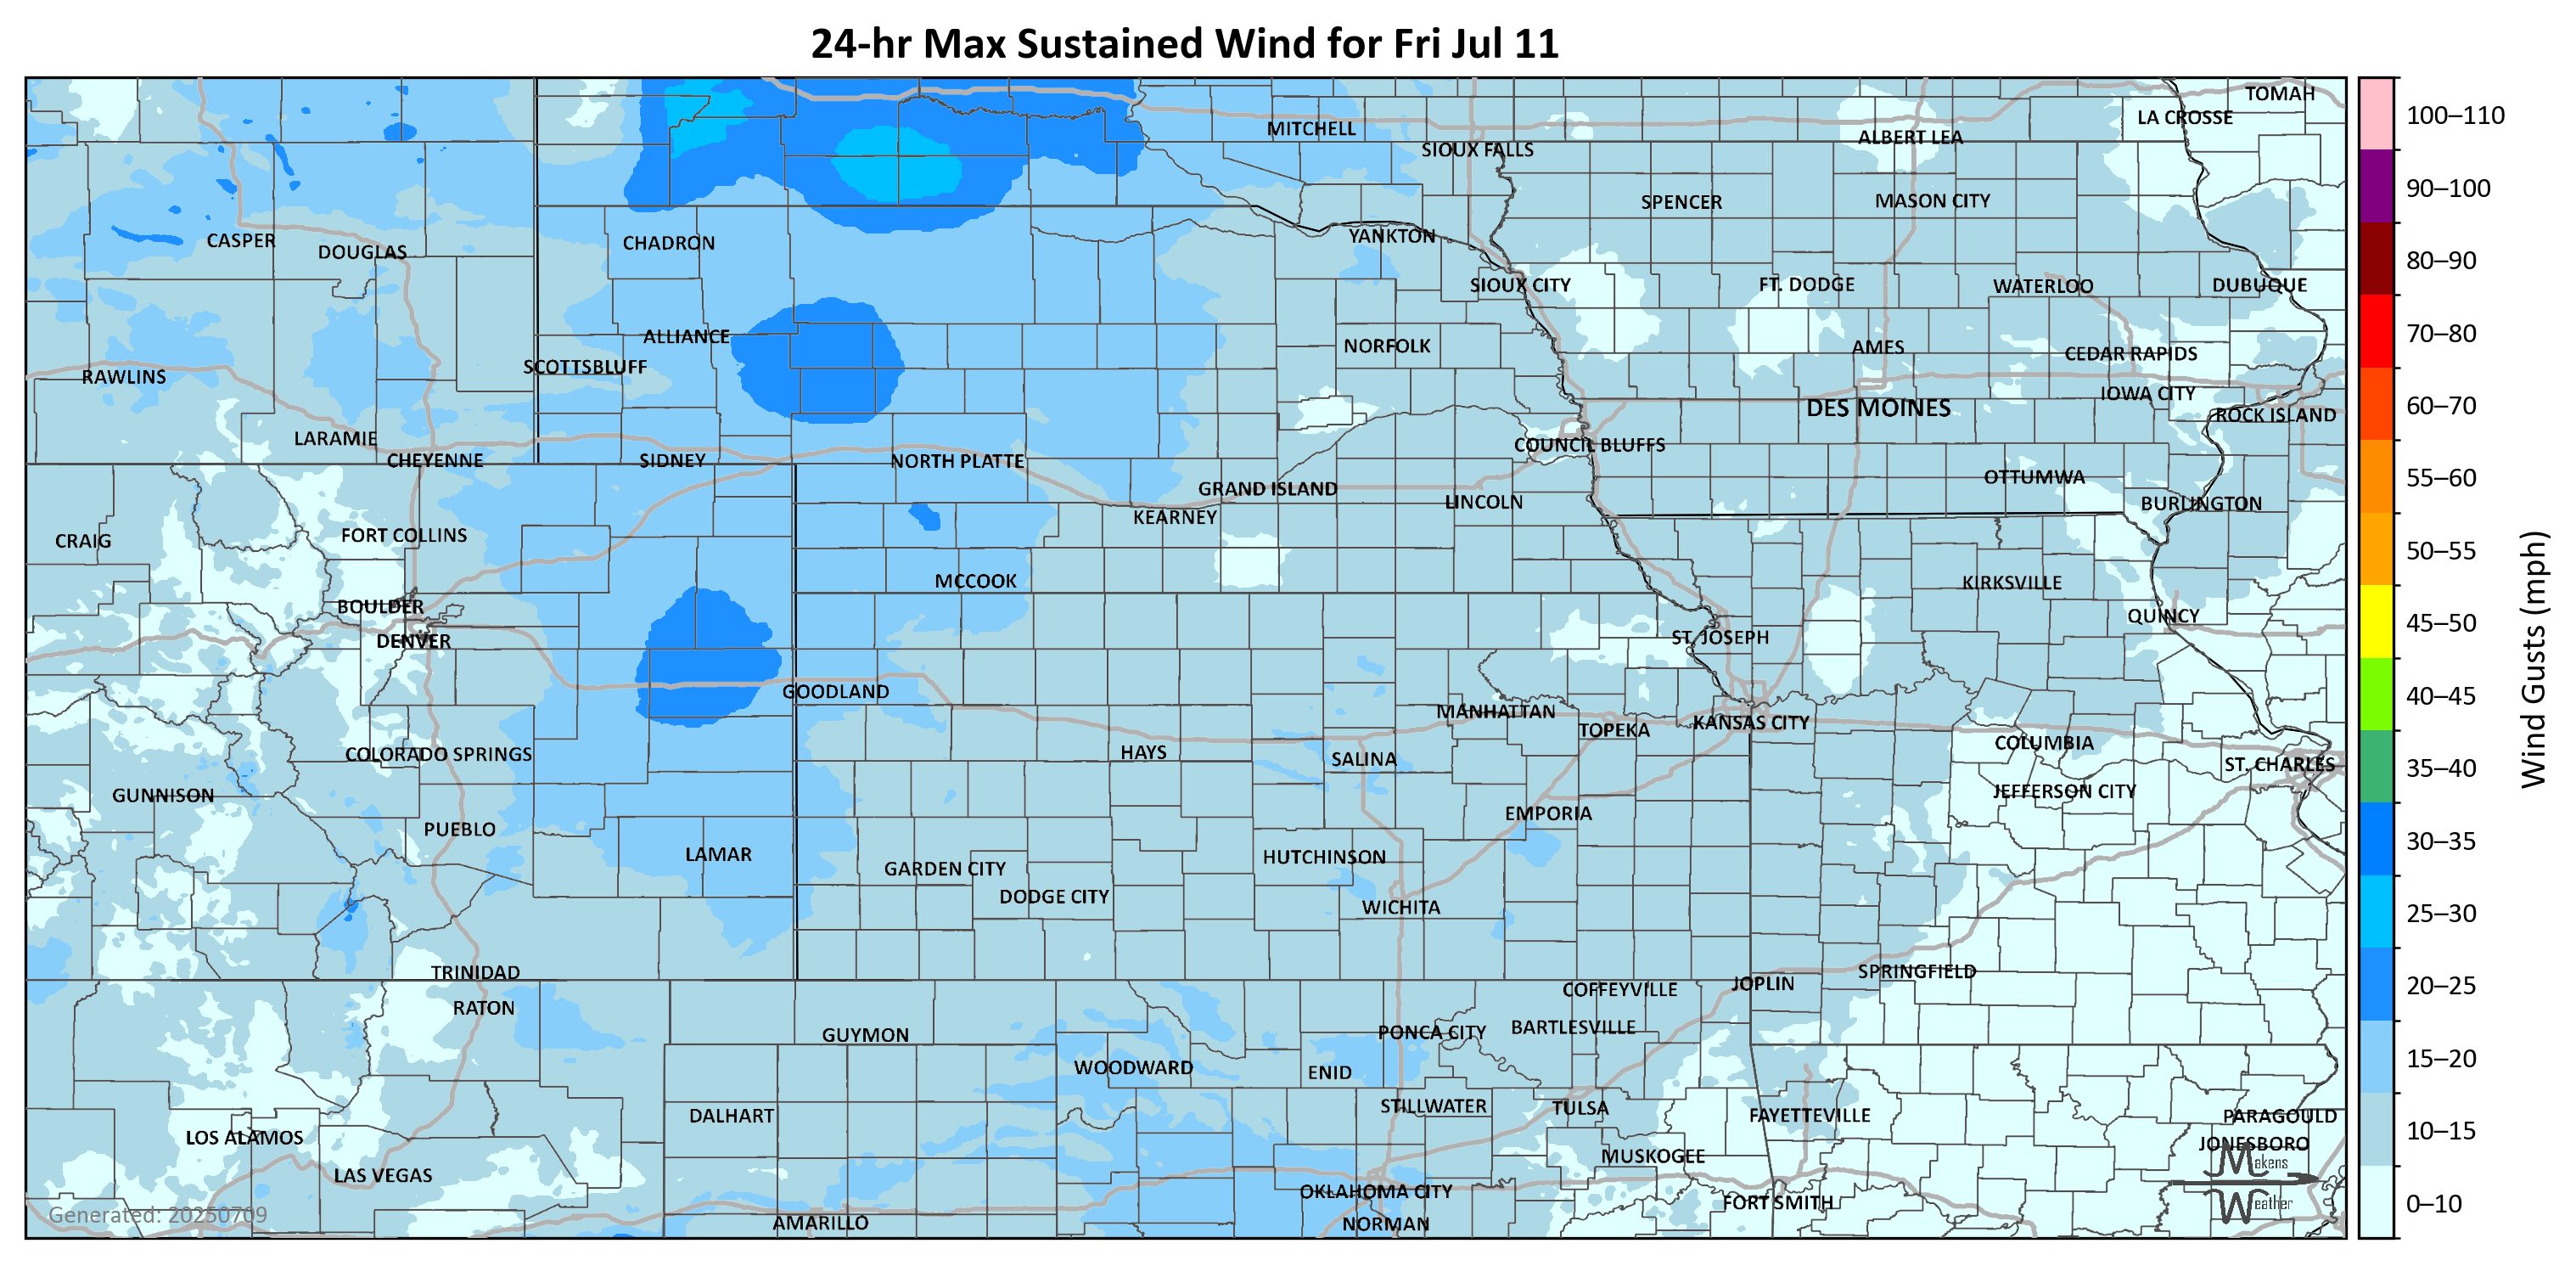 24-hr Max Sustained Wind for Fri Jul 11
TOMAH
LA CROSSE
MITCHELL
ALBERT LEA
SIOUX FALLS
SPENCER
MASON CITY
CASPER
DOUGLAS
CHADRON
YANKTON
SIOUX CITY
FT. DODGE
WATERLOO
DUBUQUE
ALLIANCE
NORFOLK
AMES
CEDAR RAPIDS
SCOTTSBLUFF
RAWLINS
IOWA CITY
DES MOINES
ROCK ISLAND
LARAMIE
COUNCIL BLUFFS
CHEYENNE
SIDNEY
NORTH PLATTE
OTTUMWA
GRAND ISLAND
LINCOLN
BURLINGTON
KEARNEY
CRAIG
FORT COLLINS
MCCOOK
KIRKSVILLE
BOULDER
QUINCY
DENVER
ST. JOSEPH
GOODLAND
MANHATTAN
TOPEKA
KANSAS CITY
COLORADO SPRINGS
HAYS
SALINA
COLUMBIA
ST. CHARLES
GUNNISON
JEFFERSON CITY
PUEBLO
EMPORIA
LAMAR
GARDEN CITY
HUTCHINSON
DODGE CITY
WICHITA
TRINIDAD
SPRINGFIELD
JOPLIN
RATON
COFFEYVILLE
GUYMON
PONCA CITY
BARTLESVILLE
WOODWARD
ENID
DALHART
STILLWATER
TULSA
FAYETTEVILLE
PARAGOULD
LOS ALAMOS
JONESBORO
LAS VEGAS
MUSKOGEE
Makens
OKLAHOMA CITY
FORT SMITH
Weather
Generated: 20250709
AMARILLO
NORMAN
100–110
90–100
80–90
70–80
60–70
55–60
50–55
45–50
40–45
35–40
30–35
25–30
20–25
15–20
10–15
0–10
Wind Gusts (mph)